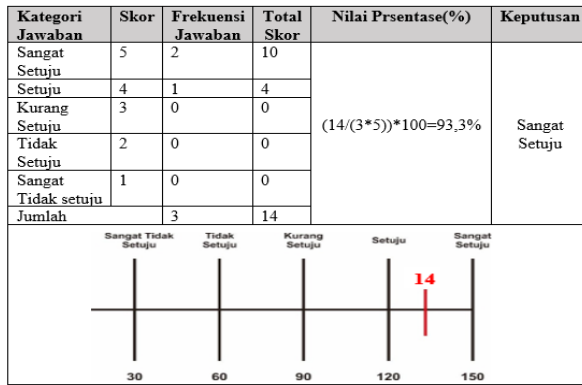 Kategori Jawaban Skor Frekuensi Jawaban Total Skor Nilai Prsentase(%) Keputusan
Sangat Setuju 5 2 10
Setuju 4 1 4
Kurang Setuju 3 0 0
(14/(3*5))*100=93,3% Sangat Setuju
Tidak Setuju 2 0 0
Sangat Tidak setuju 1 0 0
Jumlah 3 14
Sangat Tidak Setuju Tidak Setuju Kurang Setuju Setuju Sangat Setuju
14
30 60 90 120 150